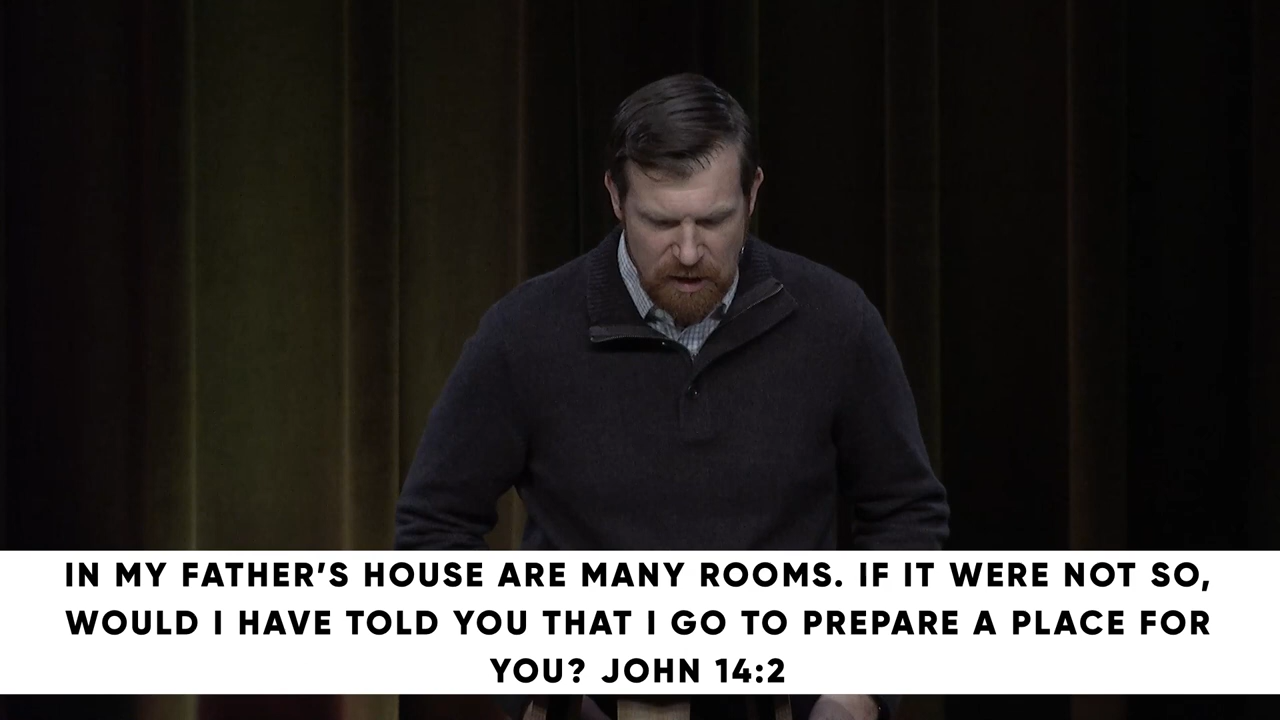 IN MY FATHER’S HOUSE ARE MANY ROOMS. IF IT WERE NOT SO,
WOULD I HAVE TOLD YOU THAT I GO TO PREPARE A PLACE FOR
YOU? JOHN 14:2